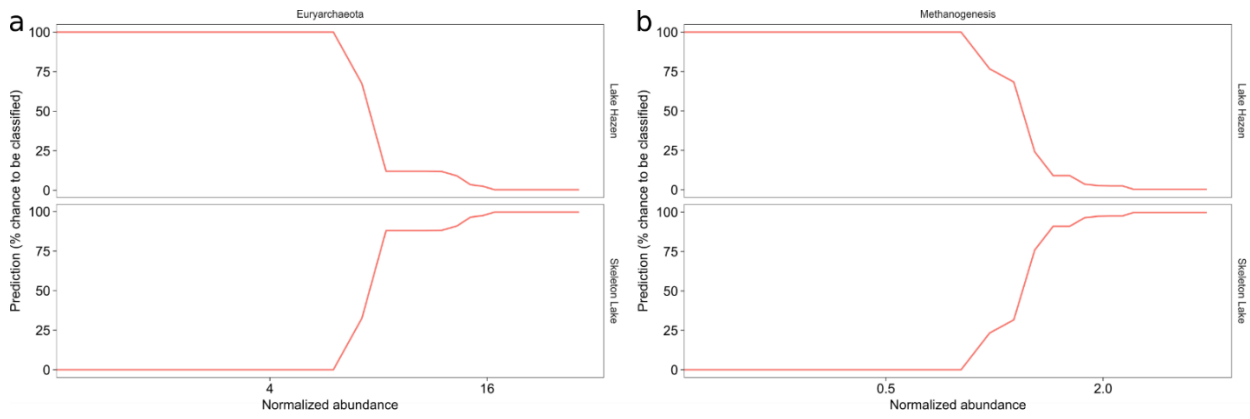 a
Euryarchaeota
Prediction (% chance to be classified)
100
75
50
25
0
Lake Hazen
100
75
50
25
0
Skeleton Lake
4
16
Normalized abundance
b
Methanogenesis
Prediction (% chance to be classified)
100
75
50
25
0
Lake Hazen
100
75
50
25
0
Skeleton Lake
0.5
2.0
Normalized abundance